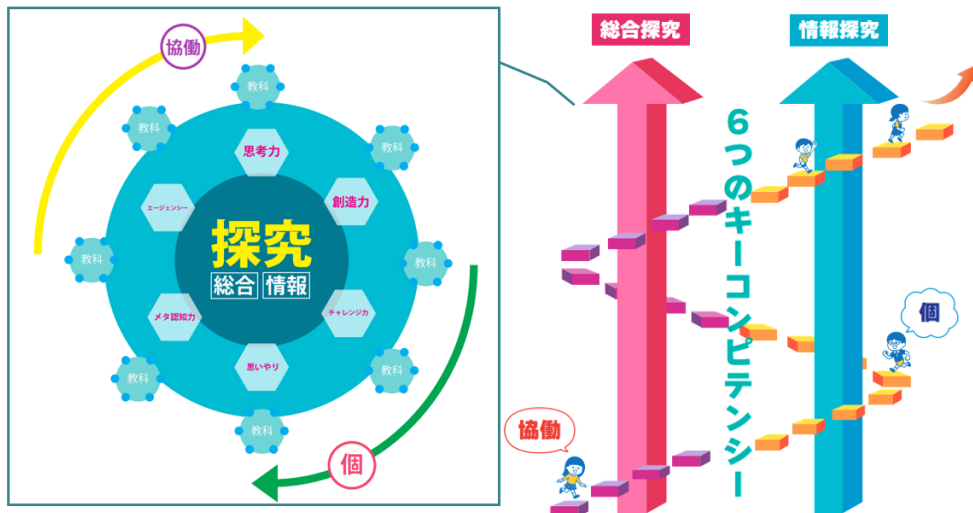 協働
教科
教科
教科
思考力
エージェンシー
創造力
探究
総合 情報
教科
教科
メタ認知力
チャレンジ力
思いやり
教科
教科
教科
個
総合探究
情報探究
6つのキーコンピテンシー
個
協働